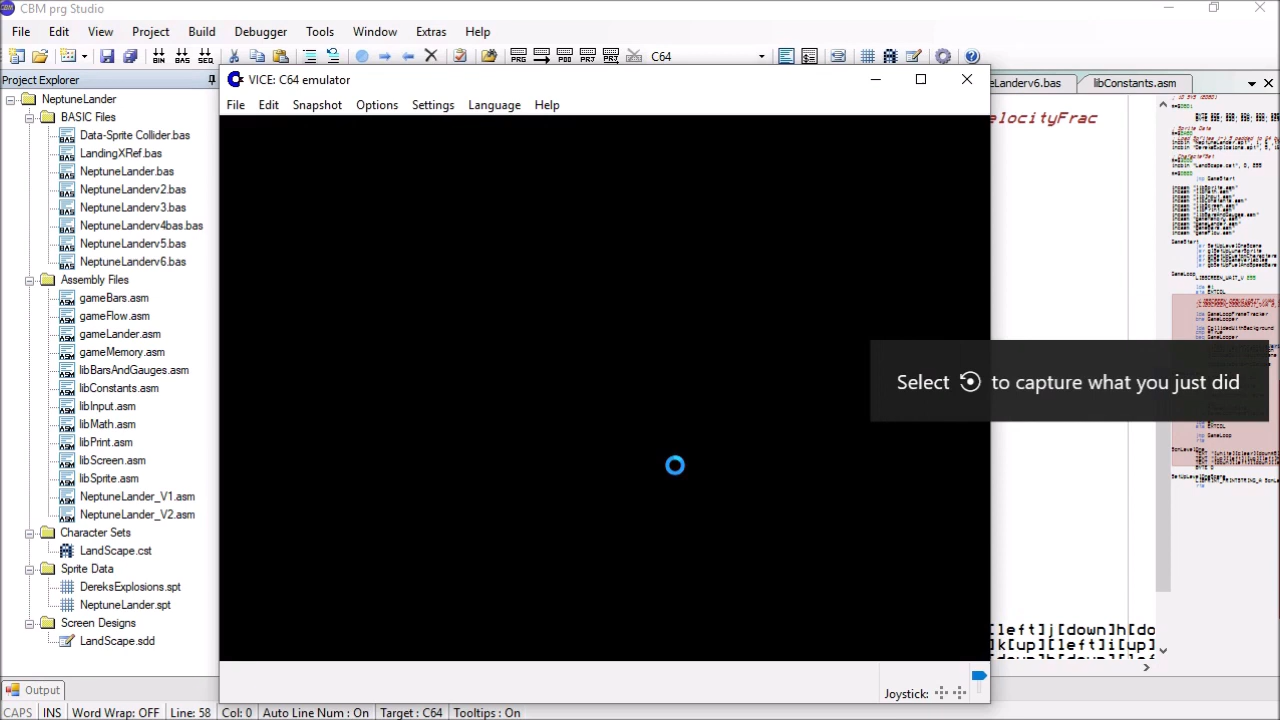 CBM prg Studio
File Edit View Project Build Debugger Tools Window Extras Help
BIN BAS SEQ PRG PRG C64
Project Explorer
VICE: C64 emulator
eLanderv6.bas libConstants.asm
File Edit Snapshot Options Settings Language Help
elocityFrac
NeptuneLander
BASIC Files
Data-Sprite Collider.bas
LandingXRef.bas
NeptuneLander.bas
NeptuneLanderv2.bas
NeptuneLanderv3.bas
NeptuneLanderv4bas.bas
NeptuneLanderv5.bas
NeptuneLanderv6.bas
Assembly Files
gameBars.asm
gameFlow.asm
gameLander.asm
gameMemory.asm
libBarsAndGauges.asm
libConstants.asm
libInput.asm
libMath.asm
libPrint.asm
libScreen.asm
libSprite.asm
NeptuneLander_V1.asm
NeptuneLander_V2.asm
Character Sets
LandScape.cst
Sprite Data
DereksExplosions.spt
NeptuneLander.spt
Screen Designs
LandScape.sdd
Select to capture what you just did
[left]j[down]h[do
]k[up][left]i[up]
Joystick:
Output
CAPS INS Word Wrap: OFF Line: 58 Col: 0 Auto Line Num : On Target : C64 Tooltips : On